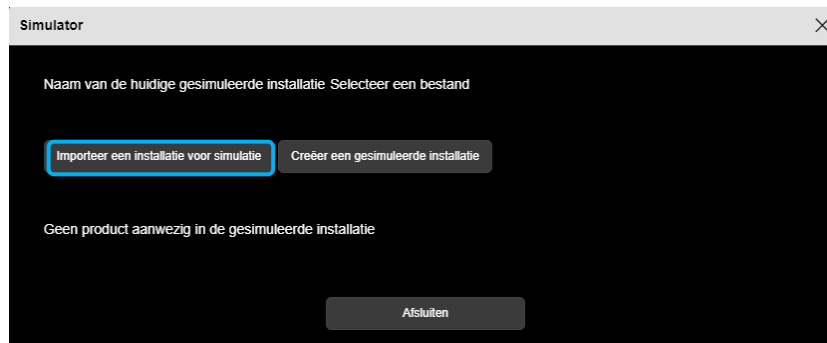 Simulator
Naam van de huidige gesimuleerde installatie Selecteer een bestand
Importeer een installatie voor simulatie
Creëer een gesimuleerde installatie
Geen product aanwezig in de gesimuleerde installatie
Afsluiten